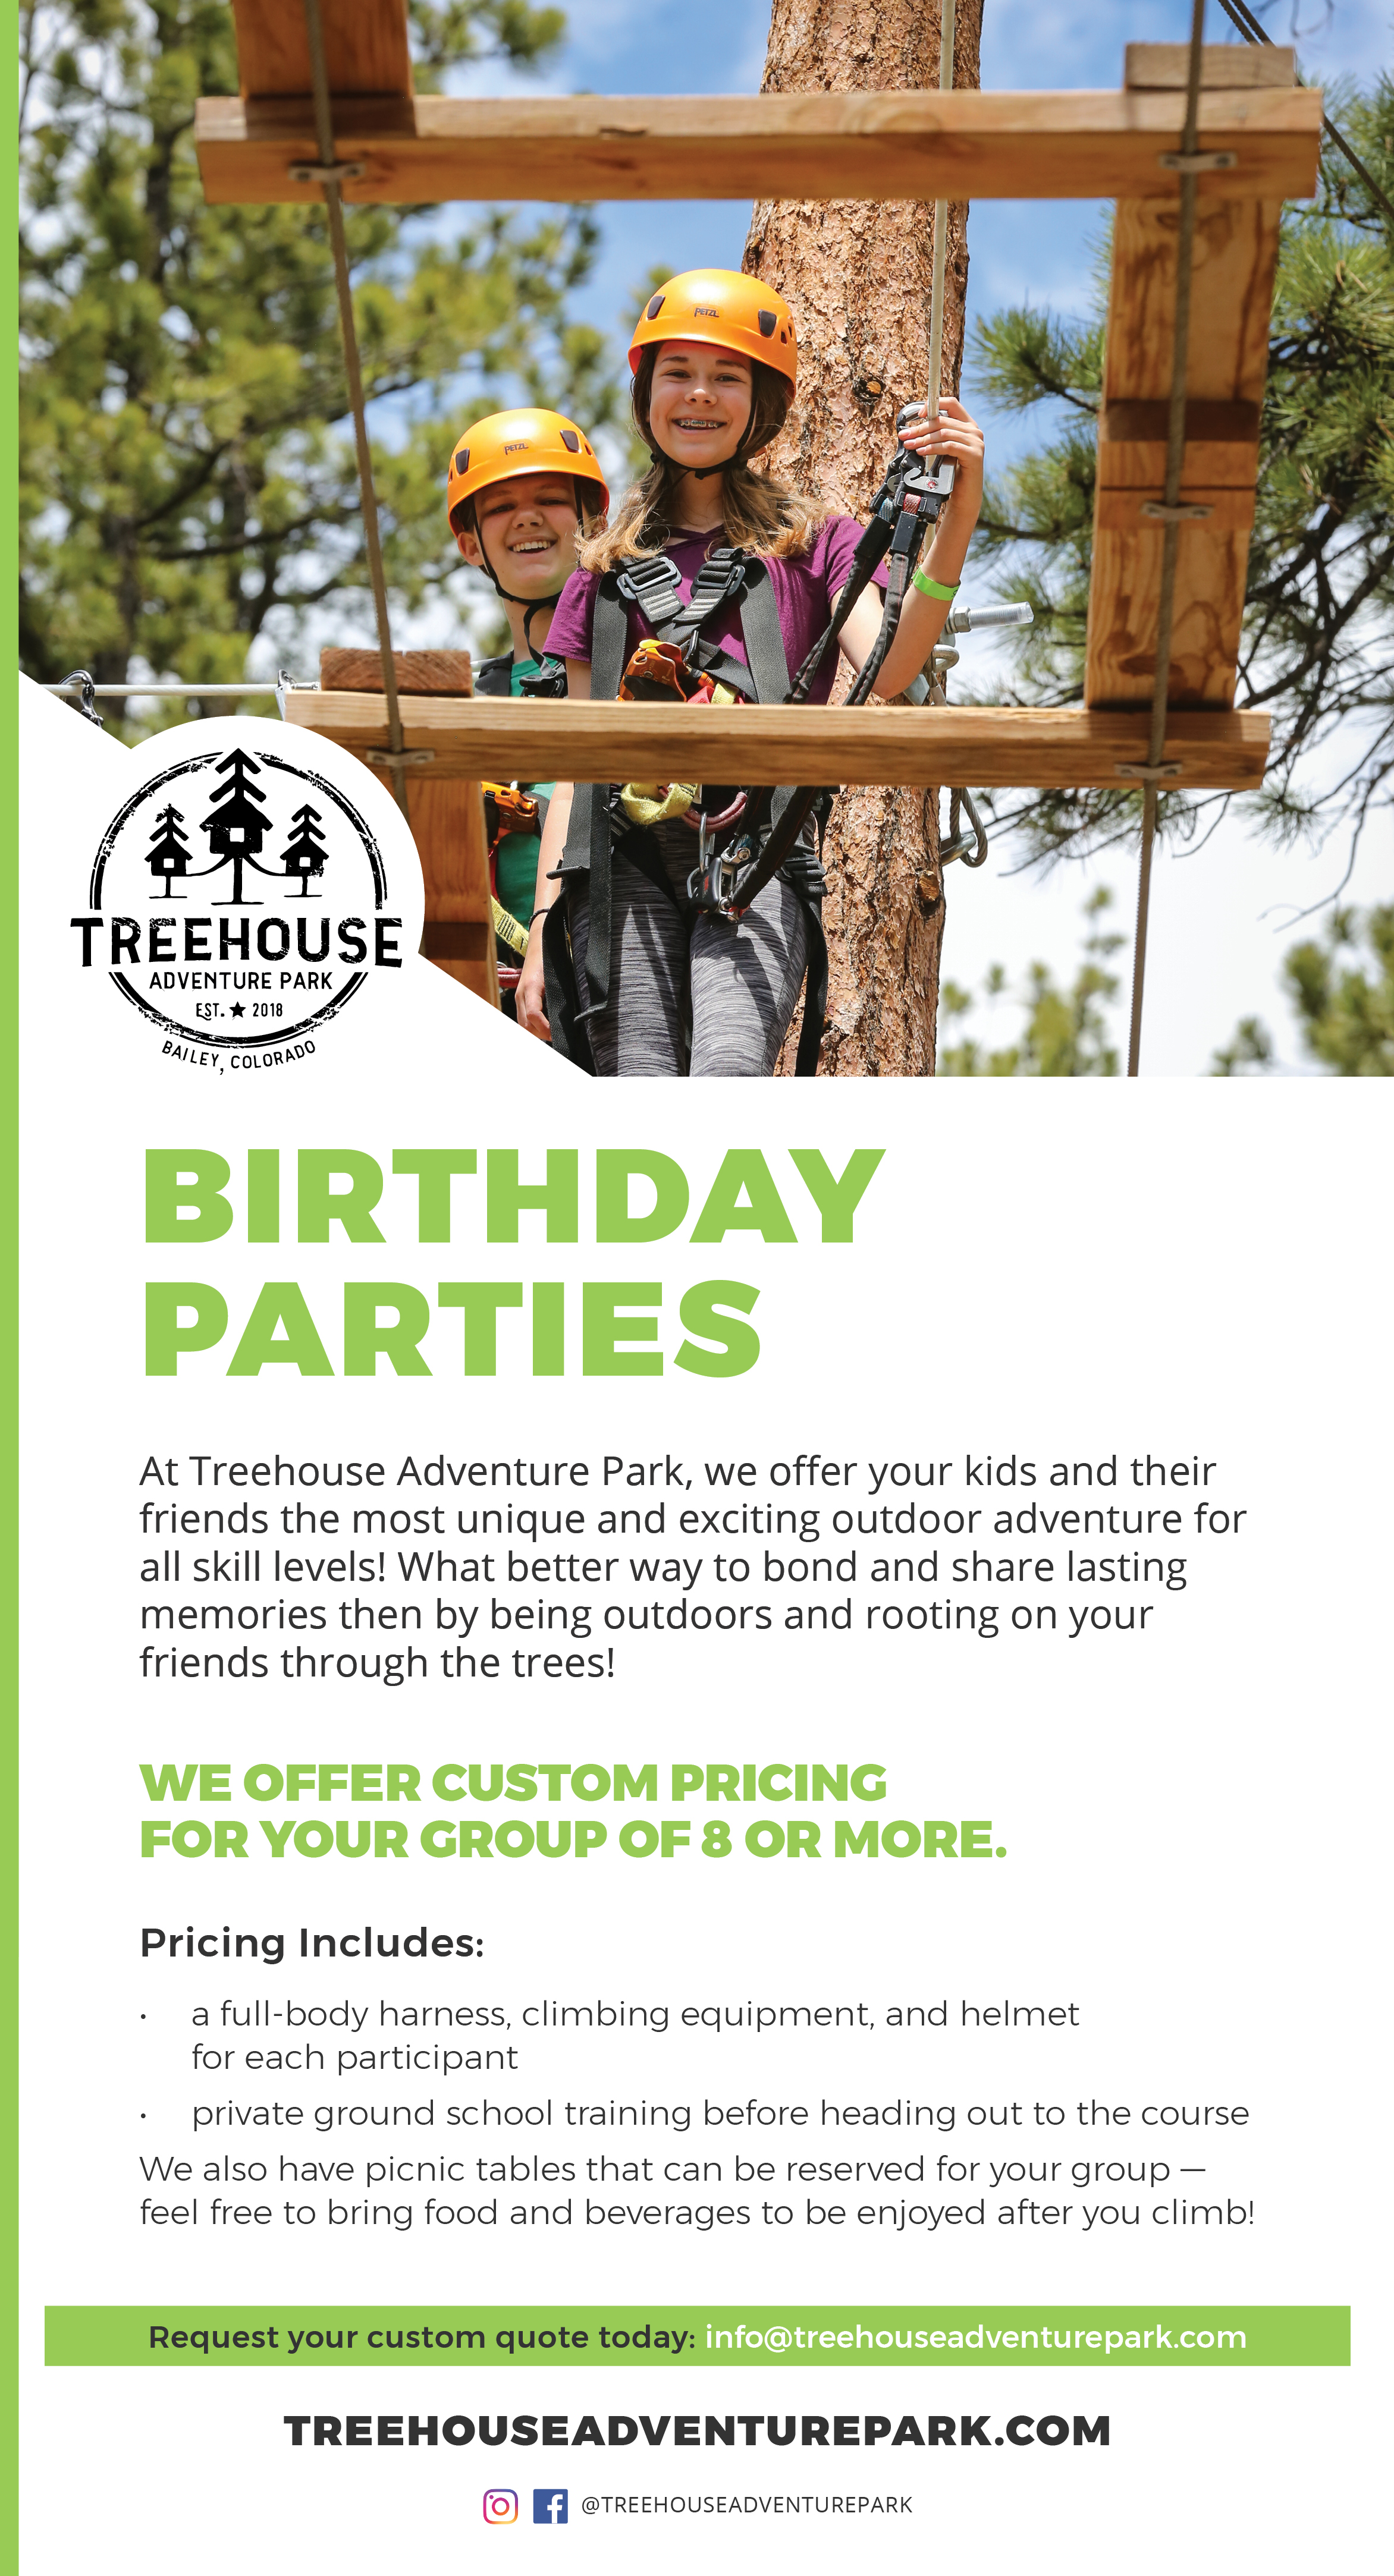 PETZL
PETZL
TREEHOUSE
ADVENTURE PARK
EST. ★ 2018
BAILEY, COLORADO
BIRTHDAY
PARTIES
At Treehouse Adventure Park, we offer your kids and their
friends the most unique and exciting outdoor adventure for
all skill levels! What better way to bond and share lasting
memories then by being outdoors and rooting on your
friends through the trees!
WE OFFER CUSTOM PRICING
FOR YOUR GROUP OF 8 OR MORE.
Pricing Includes:
• a full-body harness, climbing equipment, and helmet
for each participant
• private ground school training before heading out to the course
We also have picnic tables that can be reserved for your group —
feel free to bring food and beverages to be enjoyed after you climb!
Request your custom quote today: info@treehouseadventurepark.com
TREEHOUSEADVENTUREPARK.COM
@TREEHOUSEADVENTUREPARK